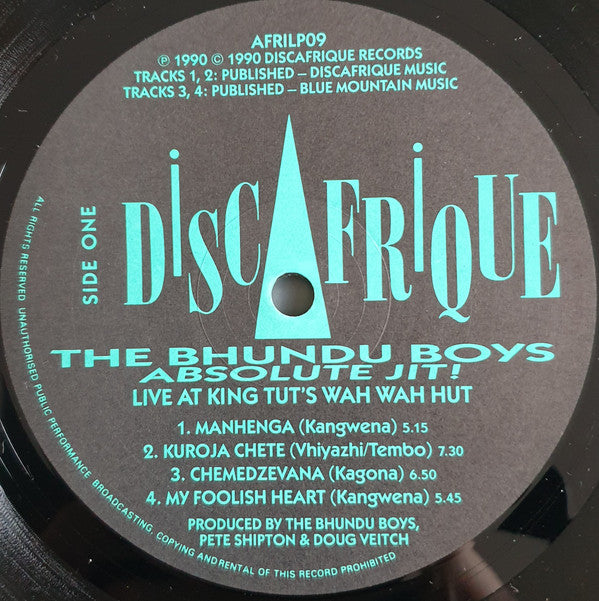 AFRILP09
℗ 1990 © 1990 DISCAFRIQUE RECORDS
TRACKS 1, 2: PUBLISHED – DISCAFRIQUE MUSIC
TRACKS 3, 4: PUBLISHED – BLUE MOUNTAIN MUSIC
SIDE ONE
DiSCAFRiQUE
THE BHUNDU BOYS
ABSOLUTE JIT!
LIVE AT KING TUT'S WAH WAH HUT
1. MANHENGA (Kangwena) 5.15
2. KUROJA CHETE (Vhiyazhi/Tembo) 7.30
3. CHEMEDZEVANA (Kagona) 6.50
4. MY FOOLISH HEART (Kangwena) 5.45
PRODUCED BY THE BHUNDU BOYS,
PETE SHIPTON & DOUG VEITCH
ALL RIGHTS RESERVED. UNAUTHORISED PUBLIC PERFORMANCE, BROADCASTING, COPYING AND RENTAL OF THIS RECORD PROHIBITED